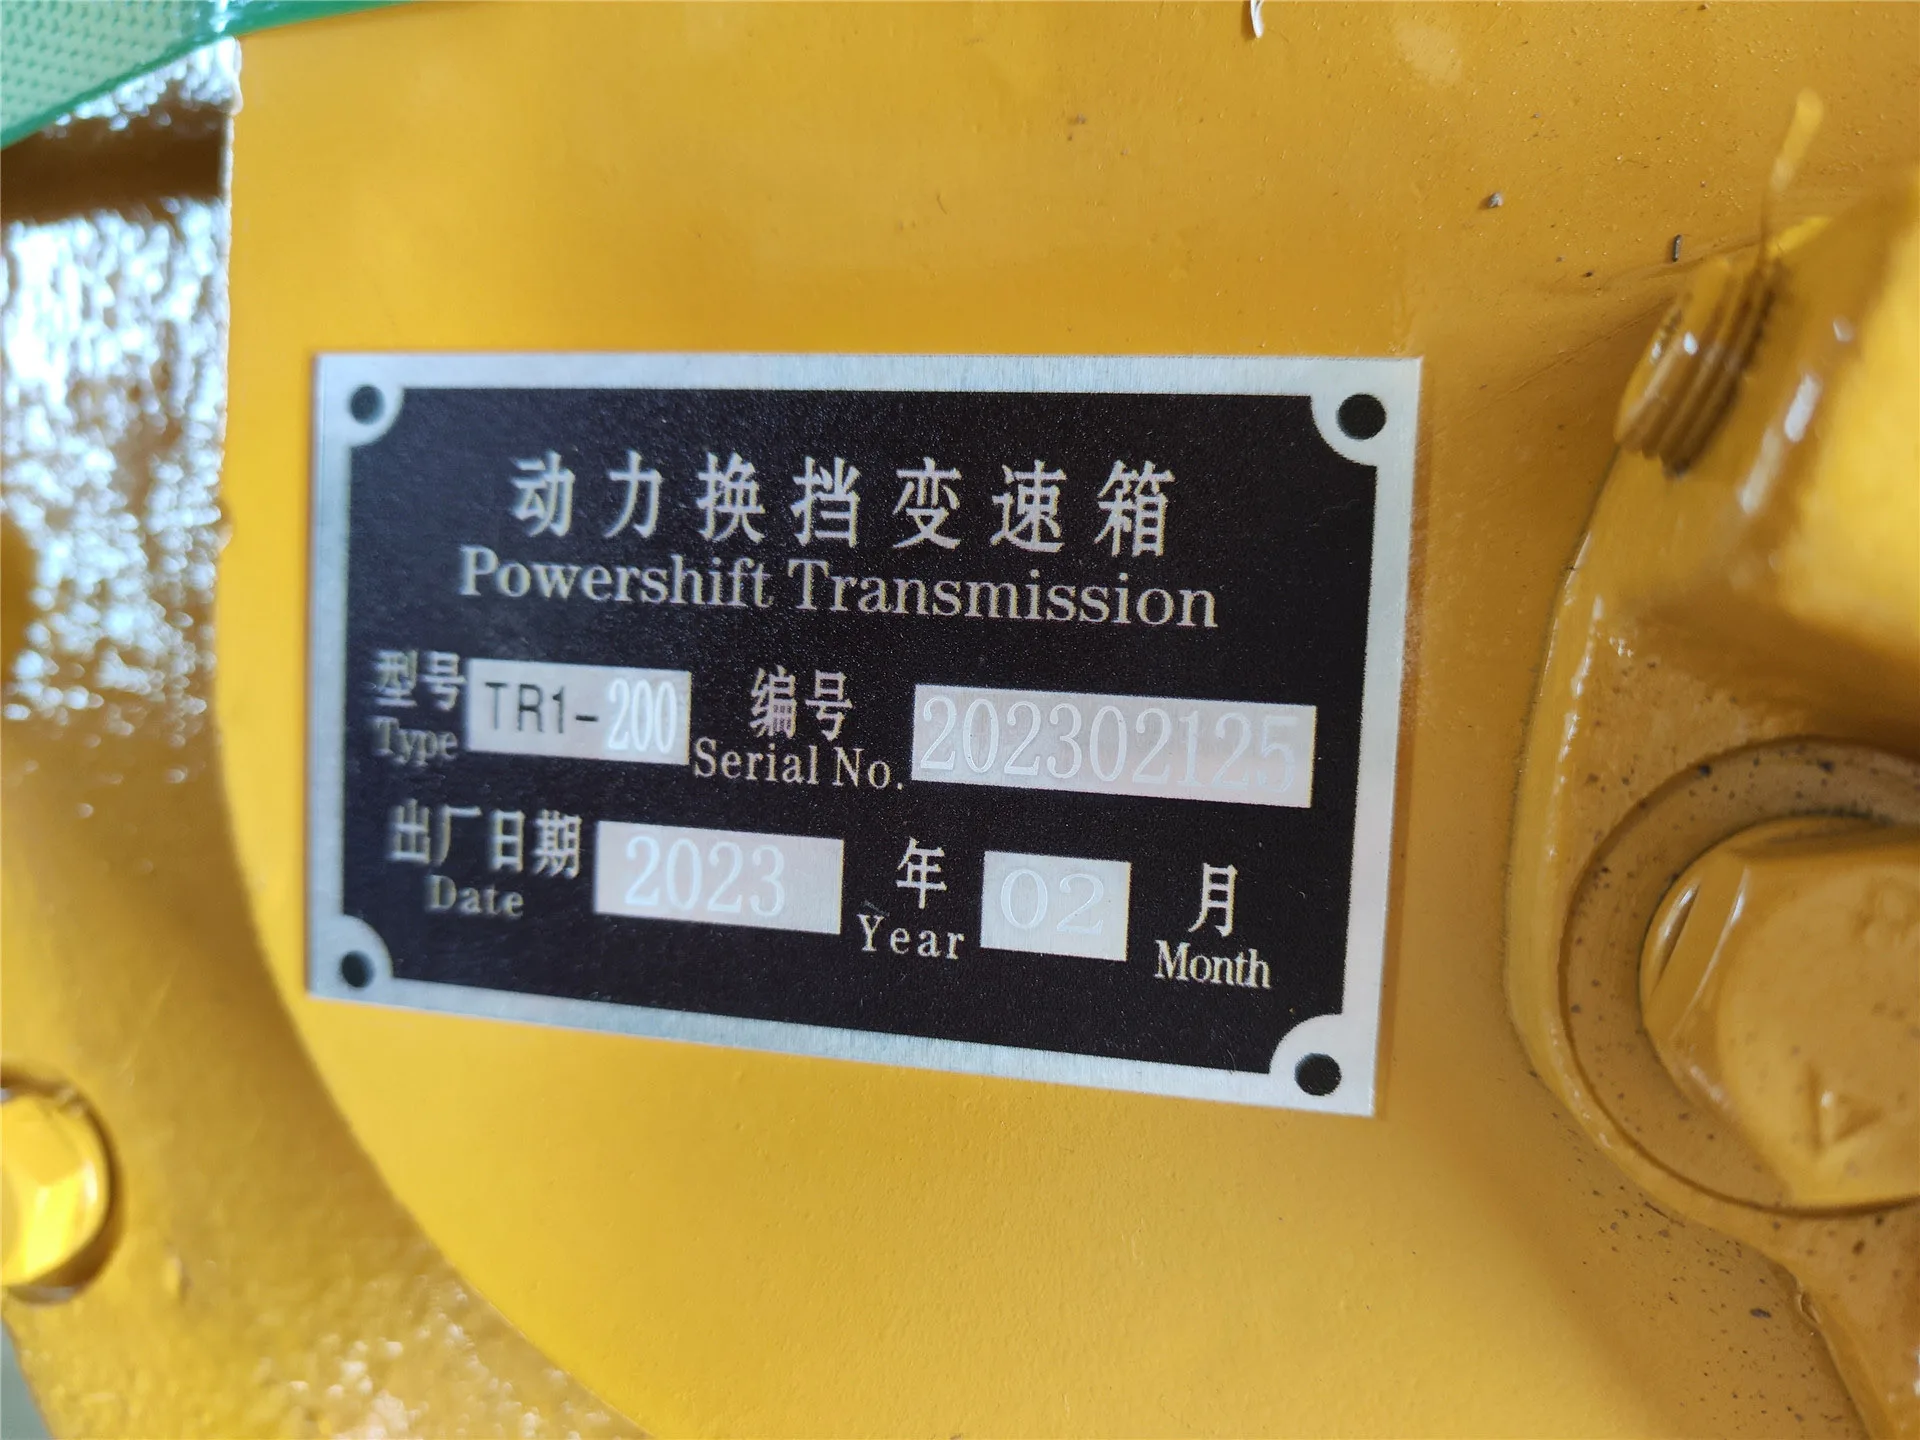 动力换挡变速箱
Powershift Transmission
型号 TR1-200 编号 202302125
Type Serial No.
出厂日期 2023 年 02 月
Date Year Month